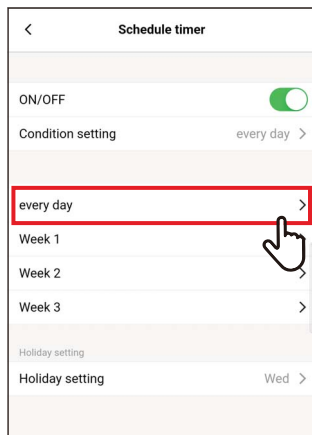 Schedule timer
ON/OFF
Condition setting every day
every day
Week 1
Week 2
Week 3
Holiday setting
Holiday setting Wed